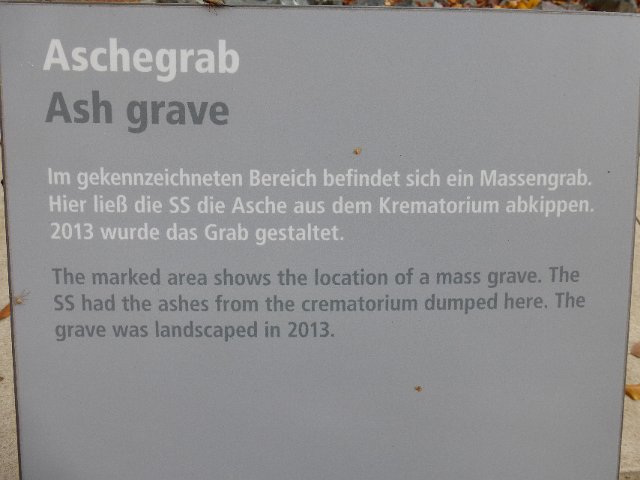 Aschegrab
Ash grave
Im gekennzeichneten Bereich befindet sich ein Massengrab.
Hier ließ die SS die Asche aus dem Krematorium abkippen.
2013 wurde das Grab gestaltet.
The marked area shows the location of a mass grave. The
SS had the ashes from the crematorium dumped here. The
grave was landscaped in 2013.